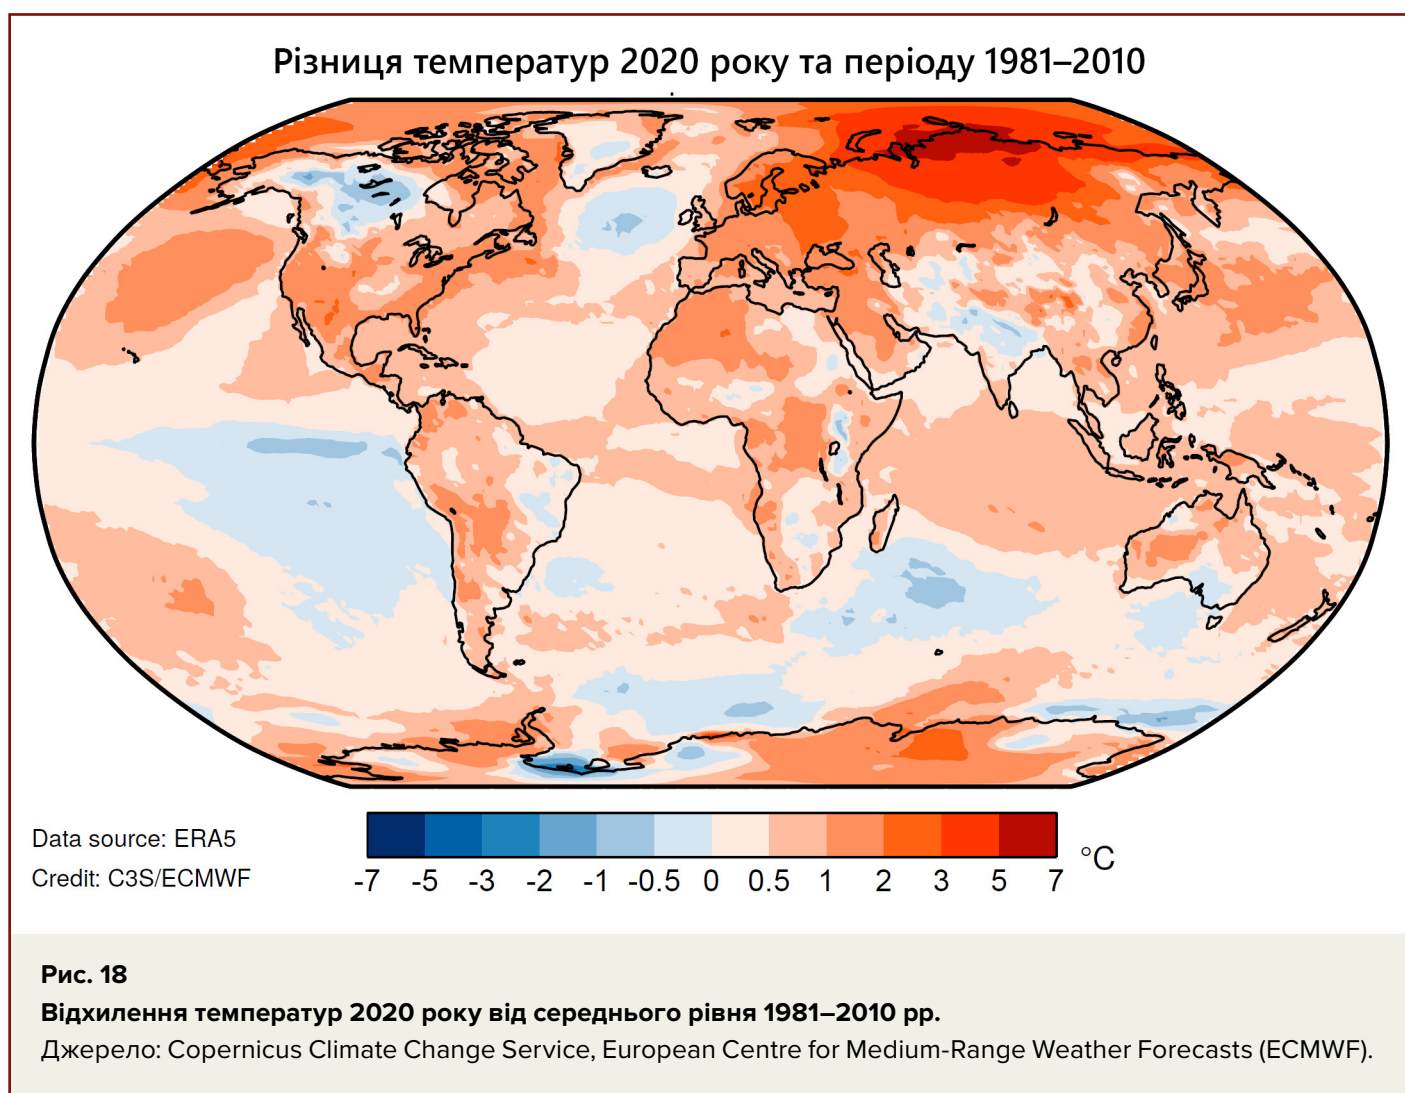 Різниця температур 2020 року та періоду 1981–2010
Data source: ERA5
Credit: C3S/ECMWF
-7 -5 -3 -2 -1 -0.5 0 0.5 1 2 3 5 7
°C
Рис. 18
Відхилення температур 2020 року від середнього рівня 1981–2010 рр.
Джерело: Copernicus Climate Change Service, European Centre for Medium-Range Weather Forecasts (ECMWF).